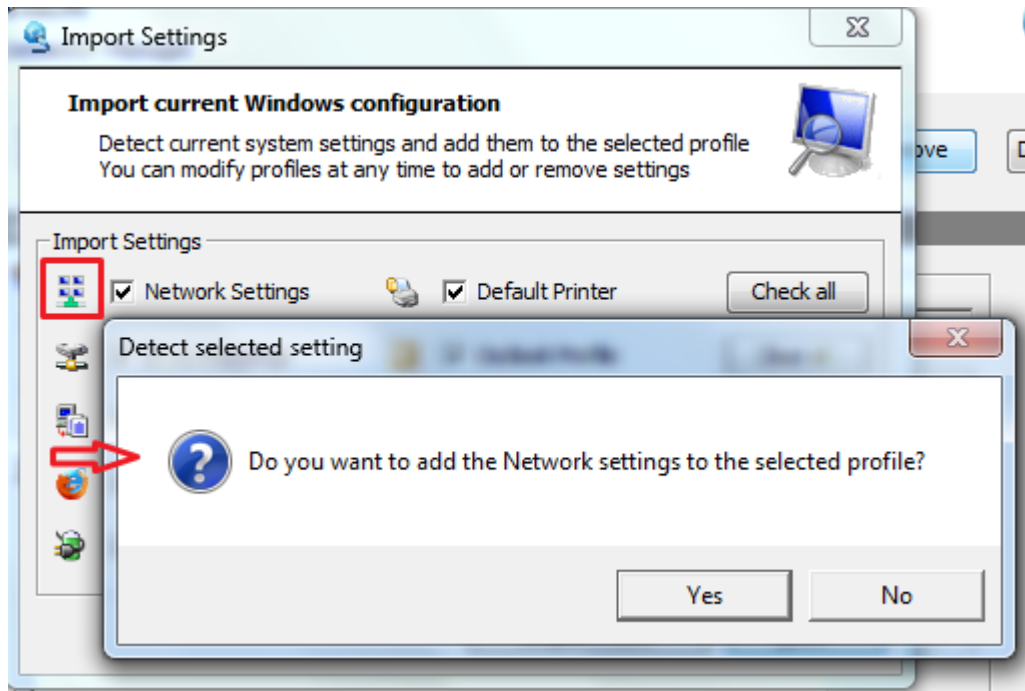 Import Settings
Import current Windows configuration
Detect current system settings and add them to the selected profile
You can modify profiles at any time to add or remove settings
Import Settings
Network Settings
Default Printer
Check all
Detect selected setting
Do you want to add the Network settings to the selected profile?
Yes
No